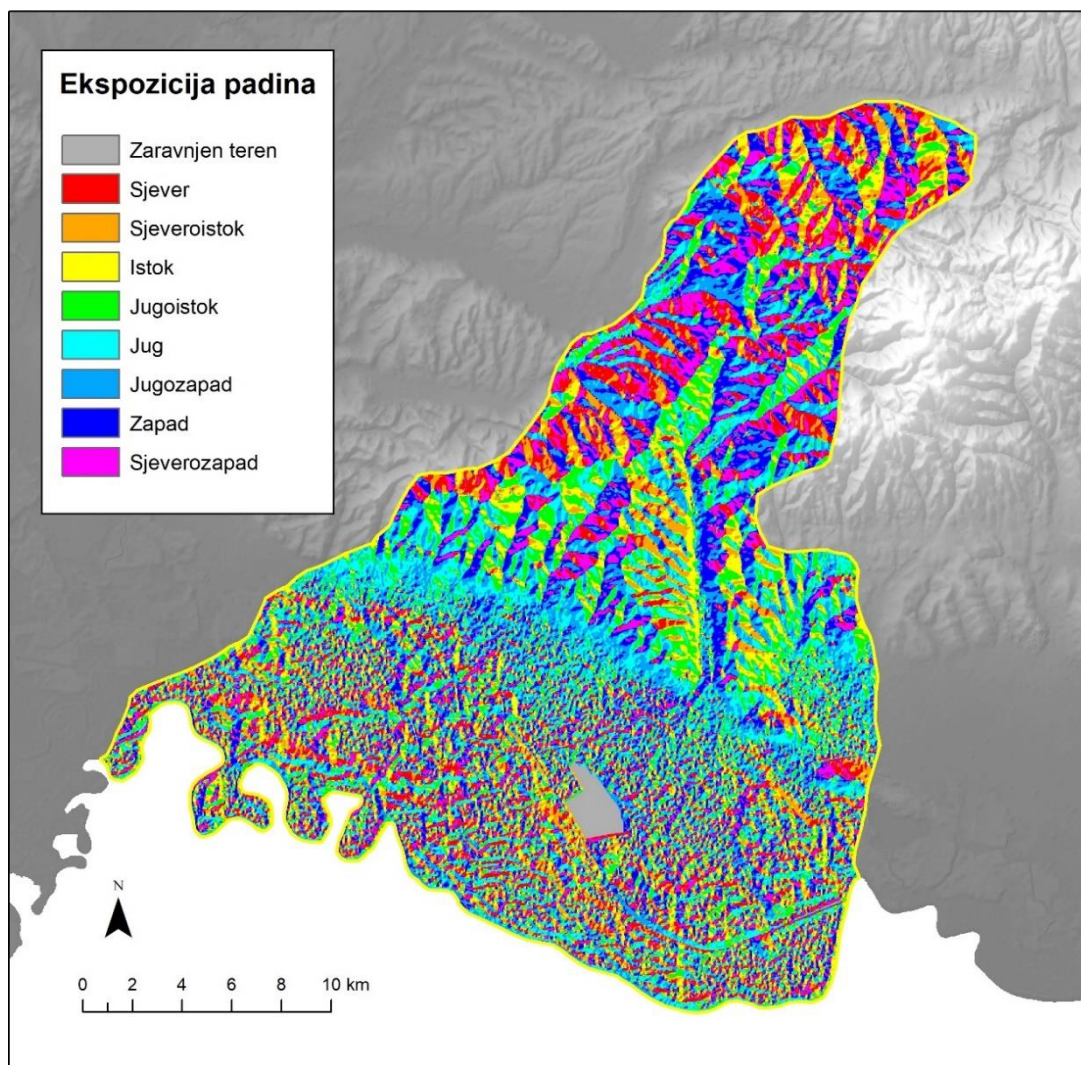 Ekspozicija padina
Zaravnjen teren
Sjever
Sjeveroistok
Istok
Jugoistok
Jug
Jugozapad
Zapad
Sjeverozapad
N
0 2 4 6 8 10 km